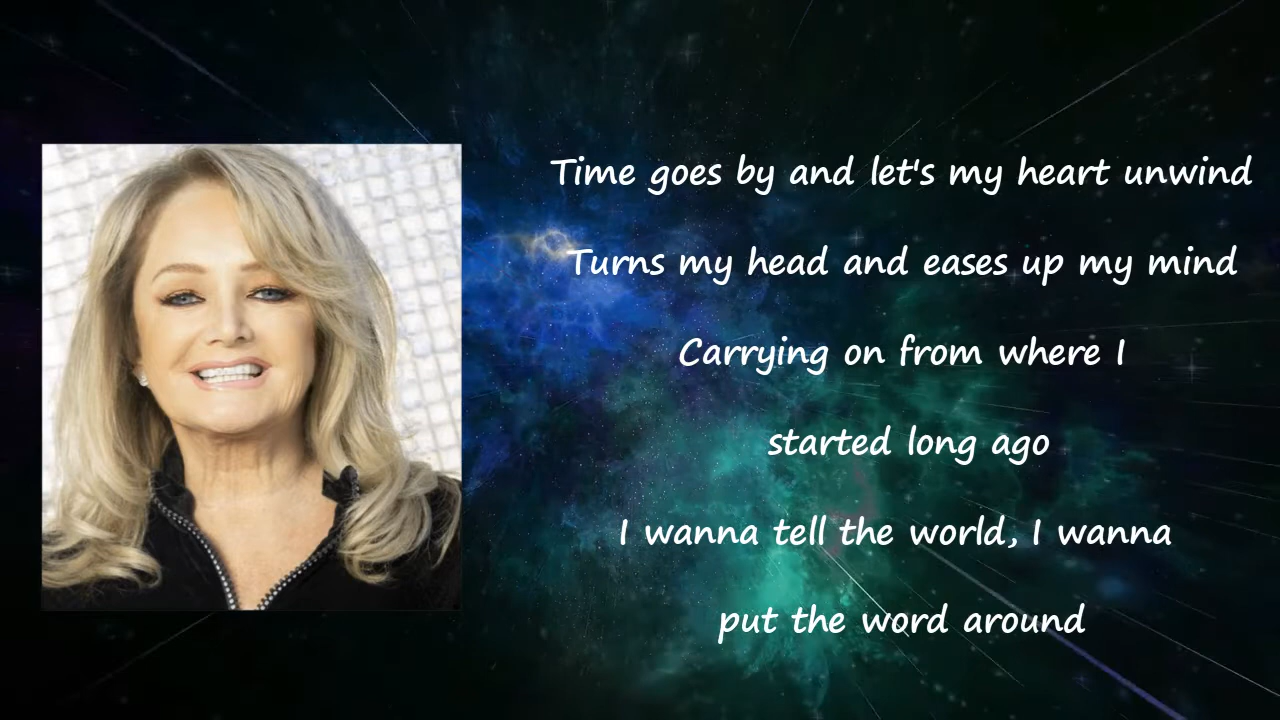 Time goes by and let's my heart unwind
Turns my head and eases up my mind
Carrying on from where I
started long ago
I wanna tell the world, I wanna
put the word around